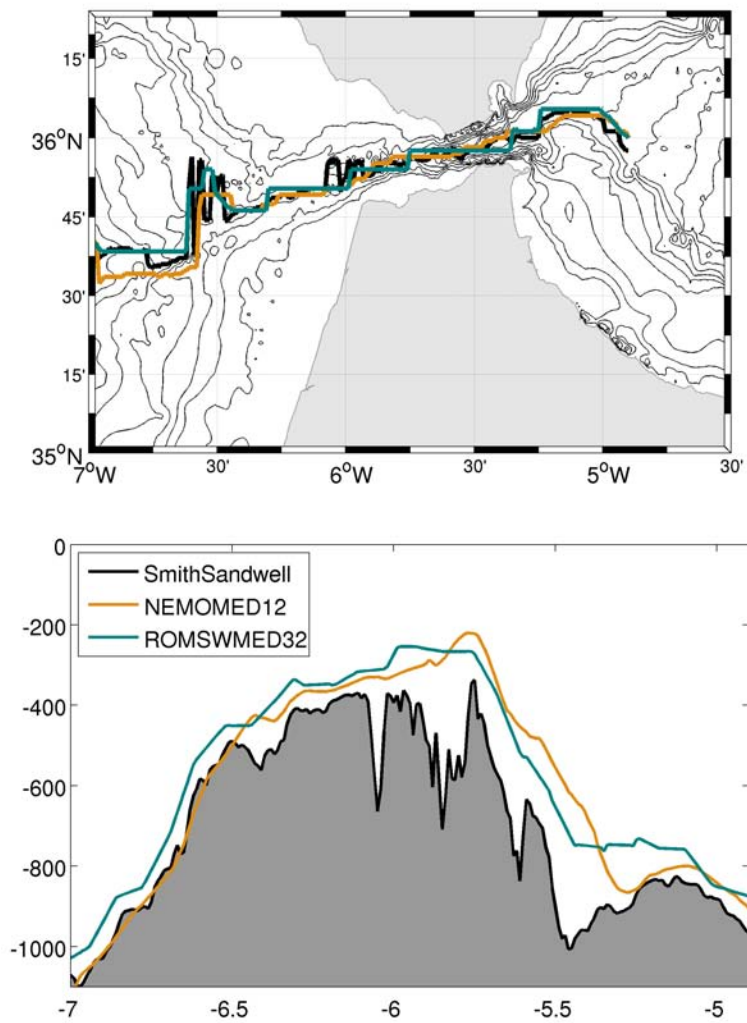 15'
36°N
45'
30'
15'
35°N
7°W 30' 6°W 30' 5°W 30'
0
SmithSandwell
-200
NEMOMED12
ROMSWMED32
-400
-600
-800
-1000
-7 -6.5 -6 -5.5 -5